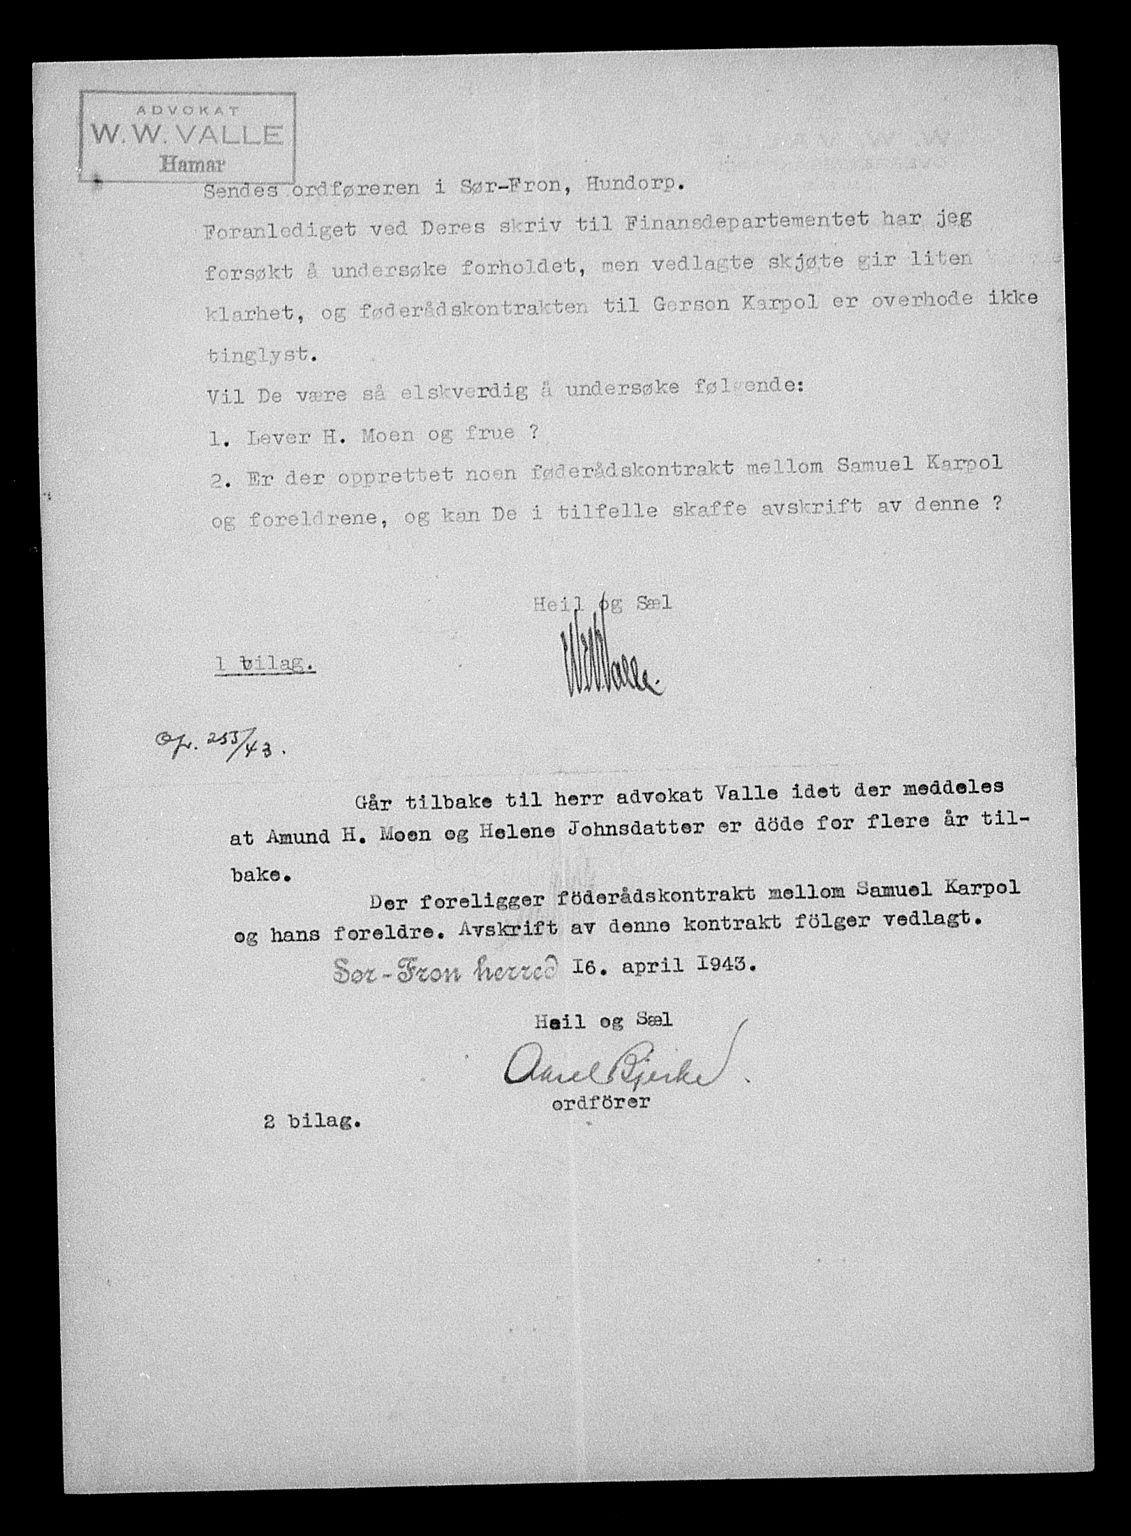 ADVOKAT
W. W. VALLE
Hamar
Sendes ordføreren i Sør-Fron, Hundorp.
Foranlediget ved Deres skriv til Finansdepartementet har jeg
forsøkt å undersøke forholdet, men vedlagte skjøte gir liten
klarhet, og føderådskontrakten til Gerson Karpol er overhode ikke
tinglyst.
Vil De være så elskverdig å undersøke følgende:
1. Lever H. Moen og frue ?
2. Er der opprettet noen føderådskontrakt mellom Samuel Karpol
og foreldrene, og kan De i tilfelle skaffe avskrift av denne ?
Heil og Sæl
W.W. Valle.
1 bilag.
253/43.
Går tilbake til herr advokat Valle idet der meddeles
at Amund H. Moen og Helene Johnsdatter er döde for flere år til-
bake.
Der foreligger föderådskontrakt mellom Samuel Karpol
og hans foreldre. Avskrift av denne kontrakt fölger vedlagt.
Sør-Fron herred 16. april 1943.
Heil og Sæl
Bjerke
ordförer
2 bilag.